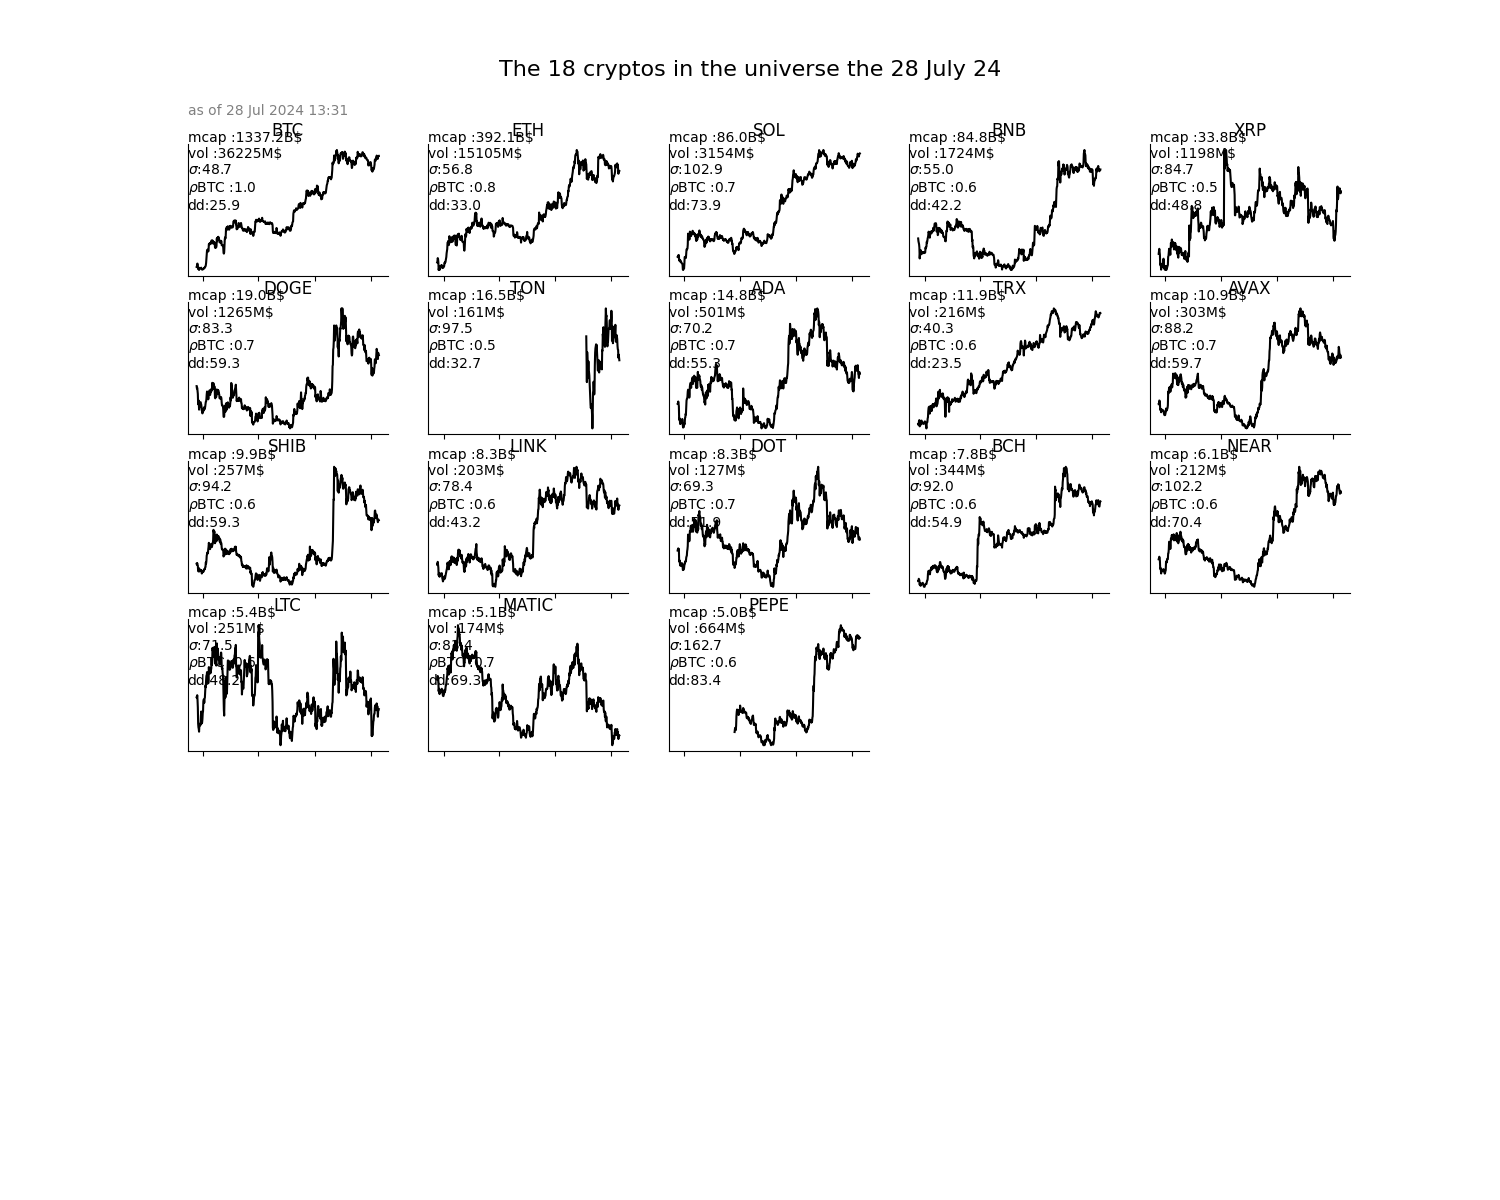 The 18 cryptos in the universe the 28 July 24
as of 28 Jul 2024 13:31
BTC
mcap :1337.2B$
vol :36225M$
σ:48.7
ρBTC :1.0
dd:25.9
ETH
mcap :392.1B$
vol :15105M$
σ:56.8
ρBTC :0.8
dd:33.0
SOL
mcap :86.0B$
vol :3154M$
σ:102.9
ρBTC :0.7
dd:73.9
BNB
mcap :84.8B$
vol :1724M$
σ:55.0
ρBTC :0.6
dd:42.2
XRP
mcap :33.8B$
vol :1198M$
σ:84.7
ρBTC :0.5
dd:48.8
DOGE
mcap :19.0B$
vol :1265M$
σ:83.3
ρBTC :0.7
dd:59.3
TON
mcap :16.5B$
vol :161M$
σ:97.5
ρBTC :0.5
dd:32.7
ADA
mcap :14.8B$
vol :501M$
σ:70.2
ρBTC :0.7
dd:55.3
TRX
mcap :11.9B$
vol :216M$
σ:40.3
ρBTC :0.6
dd:23.5
AVAX
mcap :10.9B$
vol :303M$
σ:88.2
ρBTC :0.7
dd:59.7
SHIB
mcap :9.9B$
vol :257M$
σ:94.2
ρBTC :0.6
dd:59.3
LINK
mcap :8.3B$
vol :203M$
σ:78.4
ρBTC :0.6
dd:43.2
DOT
mcap :8.3B$
vol :127M$
σ:69.3
ρBTC :0.7
BCH
mcap :7.8B$
vol :344M$
σ:92.0
ρBTC :0.6
dd:54.9
NEAR
mcap :6.1B$
vol :212M$
σ:102.2
ρBTC :0.6
dd:70.4
LTC
mcap :5.4B$
vol :251M$
σ:71.5
ρBTC :0.6
dd:48.2
MATIC
mcap :5.1B$
vol :174M$
ρBTC :0.7
dd:69.3
PEPE
mcap :5.0B$
vol :664M$
σ:162.7
ρBTC :0.6
dd:83.4